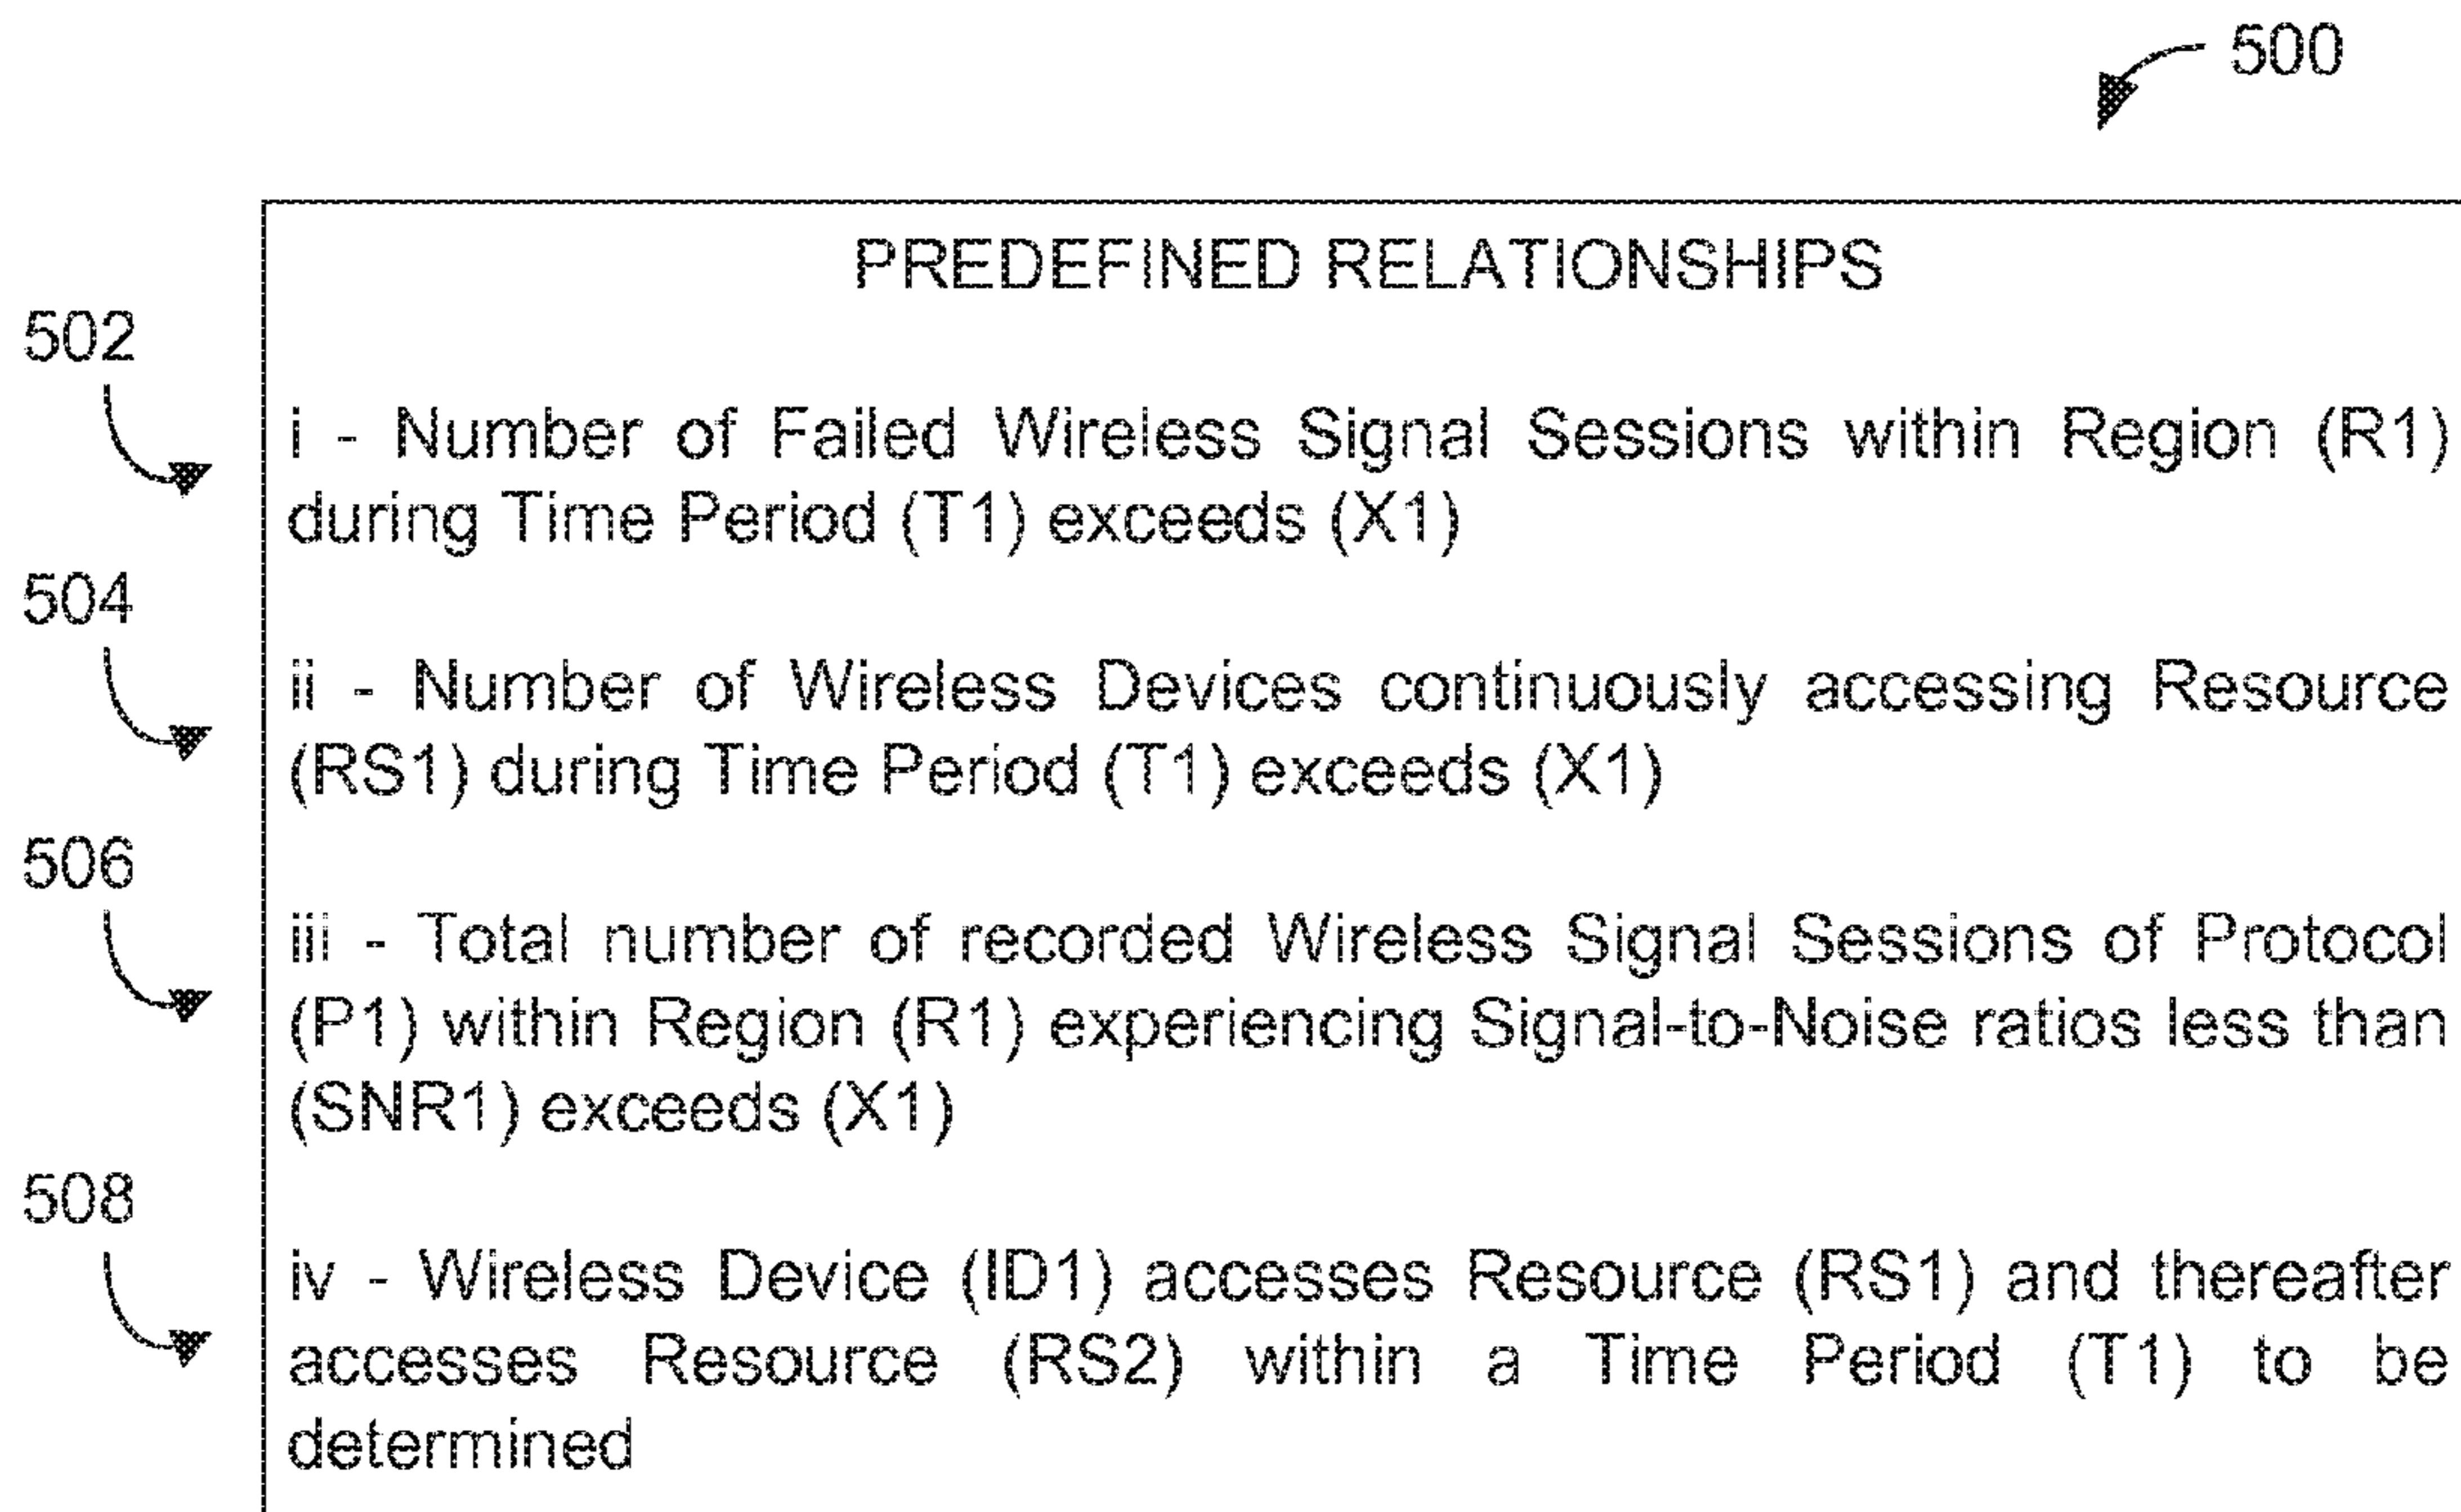 500
PREDEFINED RELATIONSHIPS
502
i - Number of Failed Wireless Signal Sessions within Region (R1)
during Time Period (T1) exceeds (X1)
504
ii - Number of Wireless Devices continuously accessing Resource
(RS1) during Time Period (T1) exceeds (X1)
506
iii - Total number of recorded Wireless Signal Sessions of Protocol
(P1) within Region (R1) experiencing Signal-to-Noise ratios less than
(SNR1) exceeds (X1)
508
iv - Wireless Device (ID1) accesses Resource (RS1) and thereafter
accesses Resource (RS2) within a Time Period (T1) to be
determined